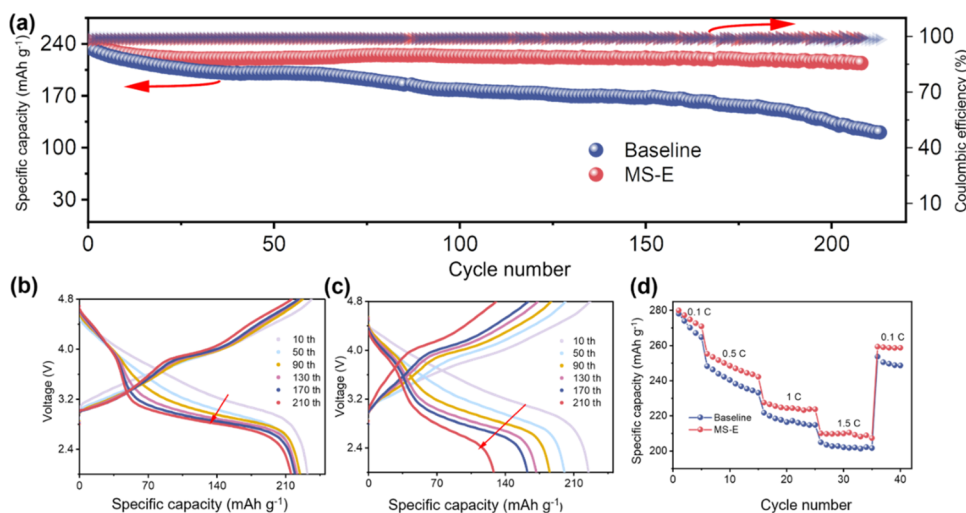 (a)
Specific capacity (mAh g⁻¹)
240
170
100
30
100
70
40
10
Coulombic efficiency (%)
Baseline
MS-E
0
50
100
150
200
Cycle number
(b)
Voltage (V)
4.8
4.0
3.2
2.4
10 th
50 th
90 th
130 th
170 th
210 th
0
70
140
210
Specific capacity (mAh g⁻¹)
(c)
Voltage (V)
4.8
4.0
3.2
2.4
10 th
50 th
90 th
130 th
170 th
210 th
0
70
140
210
Specific capacity (mAh g⁻¹)
(d)
Specific capacity (mAh g⁻¹)
280
260
240
220
200
0.1 C
0.5 C
1 C
1.5 C
0.1 C
Baseline
MS-E
0
10
20
30
40
Cycle number